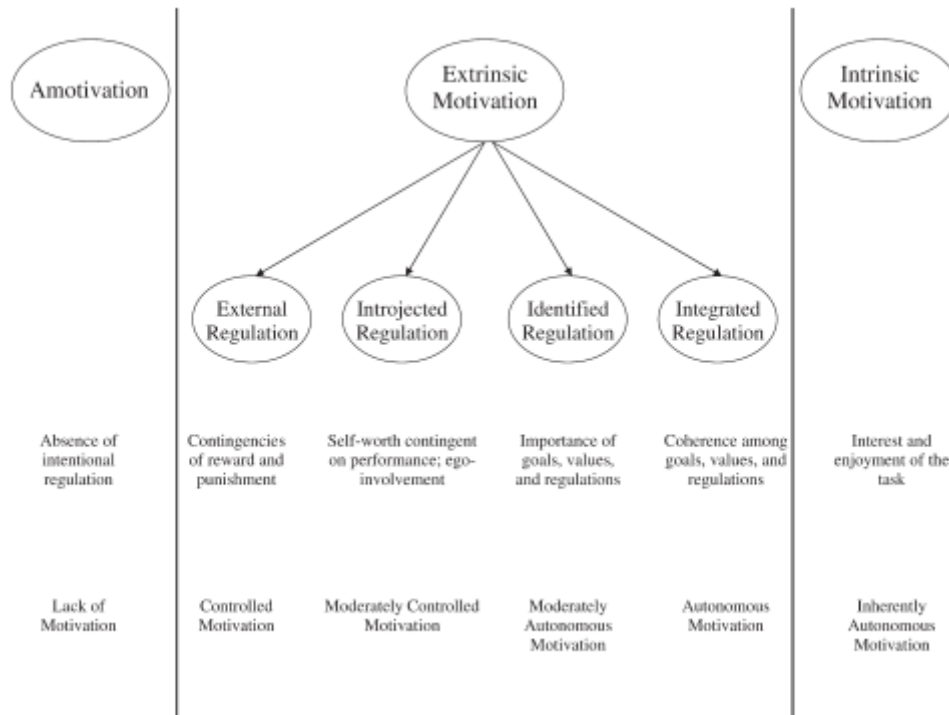 Amotivation
Extrinsic
Motivation
Intrinsic
Motivation
External
Regulation
Introjected
Regulation
Identified
Regulation
Integrated
Regulation
Absence of
intentional
regulation
Contingencies
of reward and
punishment
Self-worth contingent
on performance; ego-
involvement
Importance of
goals, values,
and regulations
Coherence among
goals, values, and
regulations
Interest and
enjoyment of the
task
Lack of
Motivation
Controlled
Motivation
Moderately Controlled
Motivation
Moderately
Autonomous
Motivation
Autonomous
Motivation
Inherently
Autonomous
Motivation